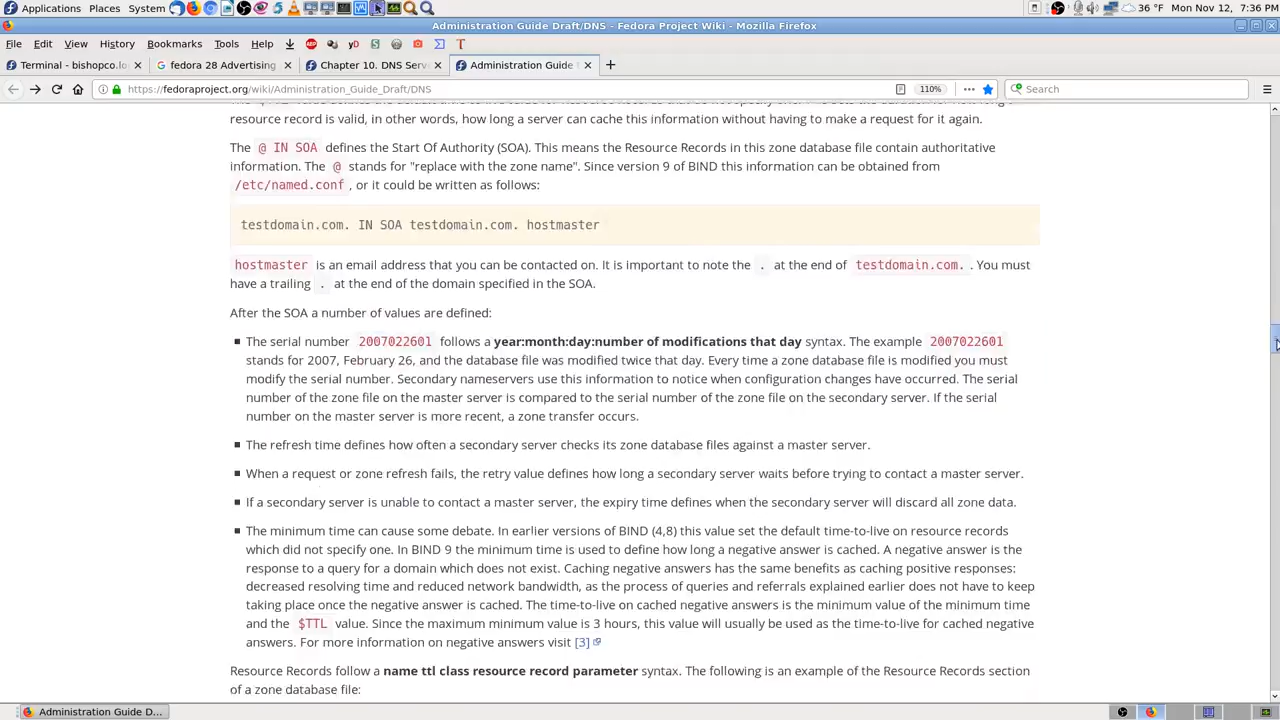 Applications Places System 36 °F Mon Nov 12, 7:36 PM
Administration Guide Draft/DNS - Fedora Project Wiki - Mozilla Firefox
File Edit View History Bookmarks Tools Help
Terminal - bishopco.lo fedora 28 Advertising Chapter 10. DNS Serv Administration Guide
https://fedoraproject.org/wiki/Administration_Guide_Draft/DNS 110% Search
resource record is valid, in other words, how long a server can cache this information without having to make a request for it again.
The @ IN SOA defines the Start Of Authority (SOA). This means the Resource Records in this zone database file contain authoritative
information. The @ stands for "replace with the zone name". Since version 9 of BIND this information can be obtained from
/etc/named.conf , or it could be written as follows:
testdomain.com. IN SOA testdomain.com. hostmaster
hostmaster is an email address that you can be contacted on. It is important to note the . at the end of testdomain.com. . You must
have a trailing . at the end of the domain specified in the SOA.
After the SOA a number of values are defined:
The serial number 2007022601 follows a year:month:day:number of modifications that day syntax. The example 2007022601
stands for 2007, February 26, and the database file was modified twice that day. Every time a zone database file is modified you must
modify the serial number. Secondary nameservers use this information to notice when configuration changes have occurred. The serial
number of the zone file on the master server is compared to the serial number of the zone file on the secondary server. If the serial
number on the master server is more recent, a zone transfer occurs.
The refresh time defines how often a secondary server checks its zone database files against a master server.
When a request or zone refresh fails, the retry value defines how long a secondary server waits before trying to contact a master server.
If a secondary server is unable to contact a master server, the expiry time defines when the secondary server will discard all zone data.
The minimum time can cause some debate. In earlier versions of BIND (4,8) this value set the default time-to-live on resource records
which did not specify one. In BIND 9 the minimum time is used to define how long a negative answer is cached. A negative answer is the
response to a query for a domain which does not exist. Caching negative answers has the same benefits as caching positive responses:
decreased resolving time and reduced network bandwidth, as the process of queries and referrals explained earlier does not have to keep
taking place once the negative answer is cached. The time-to-live on cached negative answers is the minimum value of the minimum time
and the $TTL value. Since the maximum minimum value is 3 hours, this value will usually be used as the time-to-live for cached negative
answers. For more information on negative answers visit [3]
Resource Records follow a name ttl class resource record parameter syntax. The following is an example of the Resource Records section
of a zone database file:
Administration Guide D...